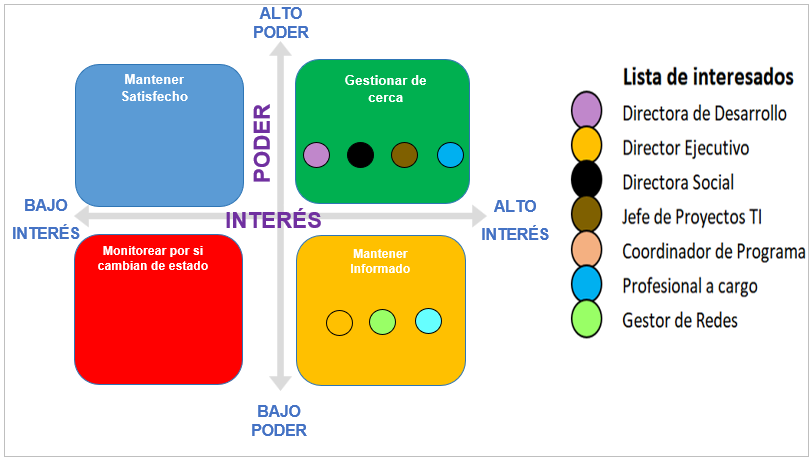 ALTO
PODER
Mantener
Satisfecho
Gestionar de
cerca
PODER
BAJO
INTERÉS
INTERÉS
ALTO
INTERÉS
Monitorear por si
cambian de estado
Mantener
Informado
BAJO
PODER
Lista de interesados
Directora de Desarrollo
Director Ejecutivo
Directora Social
Jefe de Proyectos TI
Coordinador de Programa
Profesional a cargo
Gestor de Redes